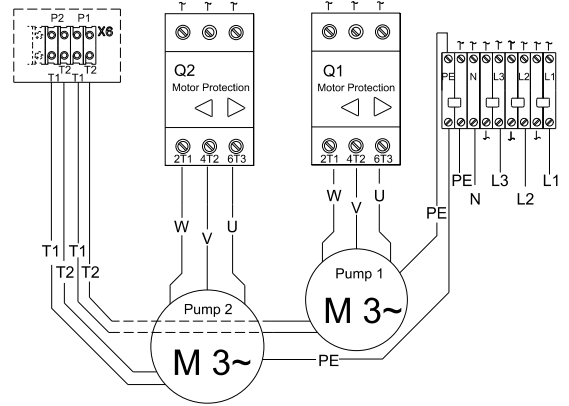 P2 P1
X6
T2 T2
T1 T1
Q2
Motor Protection
2T1 4T2 6T3
W
V
U
Q1
Motor Protection
2T1 4T2 6T3
W
V
U
PE N L3 L2 L1
PE L3 L1
N L2
PE
T1 T1
T2 T2
Pump 1
M 3~
Pump 2
M 3~
PE